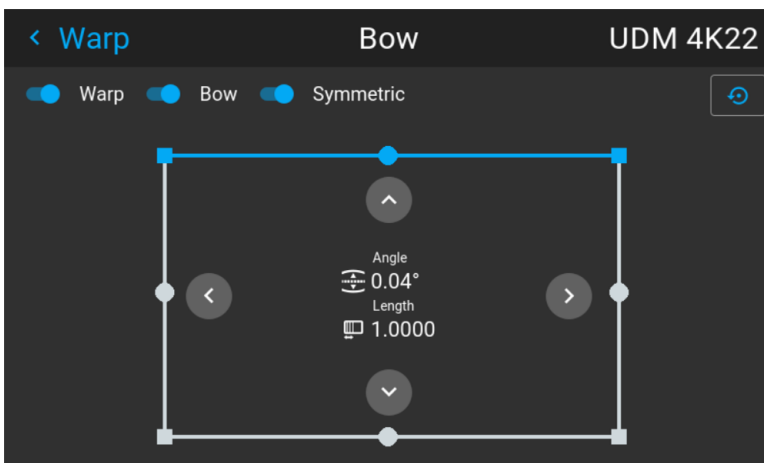 Warp Bow UDM 4K22
Warp Bow Symmetric
Angle
0.04°
Length
1.0000